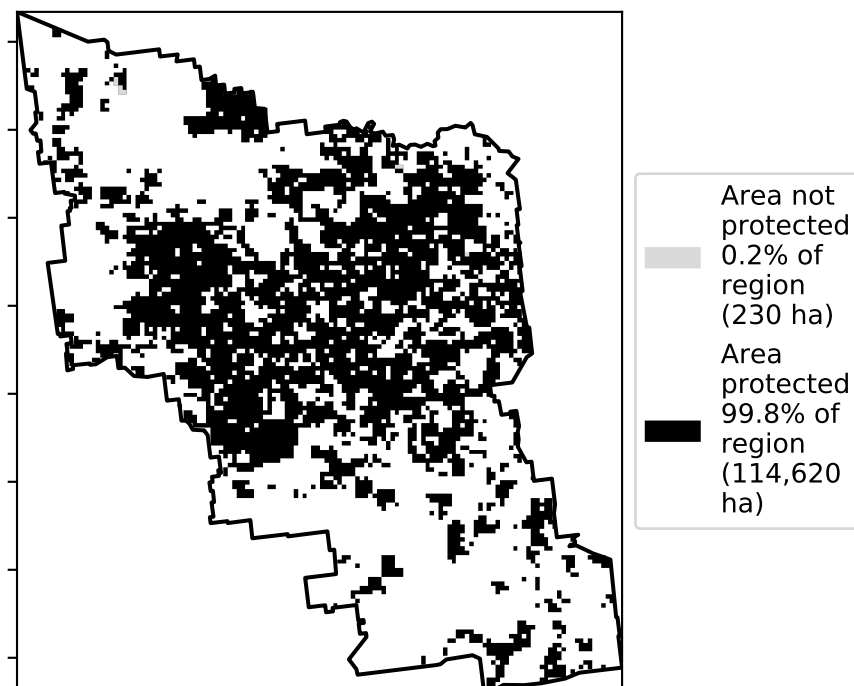 Area not
protected
0.2% of
region
(230 ha)
Area
protected
99.8% of
region
(114,620
ha)